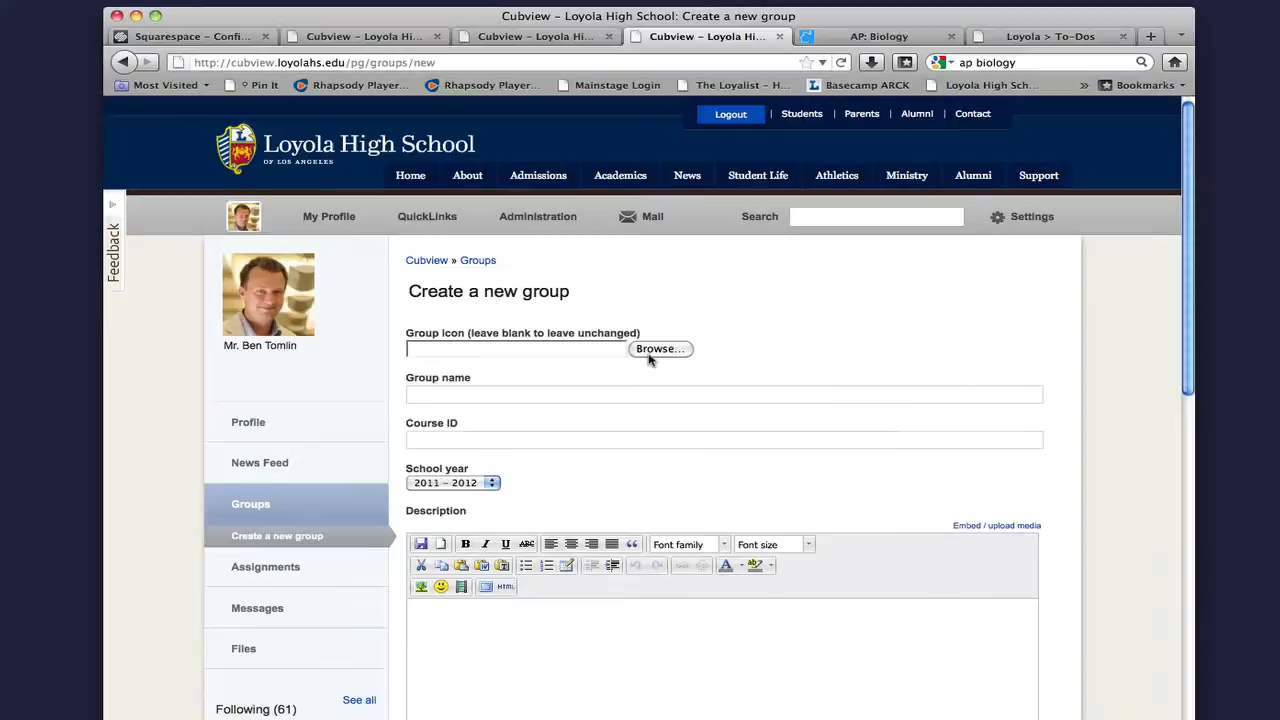 Cubview – Loyola High School: Create a new group
Squarespace – Confi... Cubview – Loyola Hi... Cubview – Loyola Hi... Cubview – Loyola Hi... AP: Biology Loyola > To-Dos
http://cubview.loyolahs.edu/pg/groups/new ap biology
Most Visited Pin It Rhapsody Player... Rhapsody Player... Mainstage Login The Loyalist – H... Basecamp ARCK Loyola High Sch... » Bookmarks
Logout | Students | Parents | Alumni | Contact
Loyola High School
OF LOS ANGELES
Home About Admissions Academics News Student Life Athletics Ministry Alumni Support
My Profile QuickLinks Administration Mail Search Settings
Feedback
Cubview » Groups
Create a new group
Mr. Ben Tomlin
Group icon (leave blank to leave unchanged)
Browse...
Group name
Course ID
School year
2011 – 2012
Description
Embed / upload media
B I U ABC Font family Font size
A ab
HTML
Profile
News Feed
Groups
Create a new group
Assignments
Messages
Files
See all
Following (61)